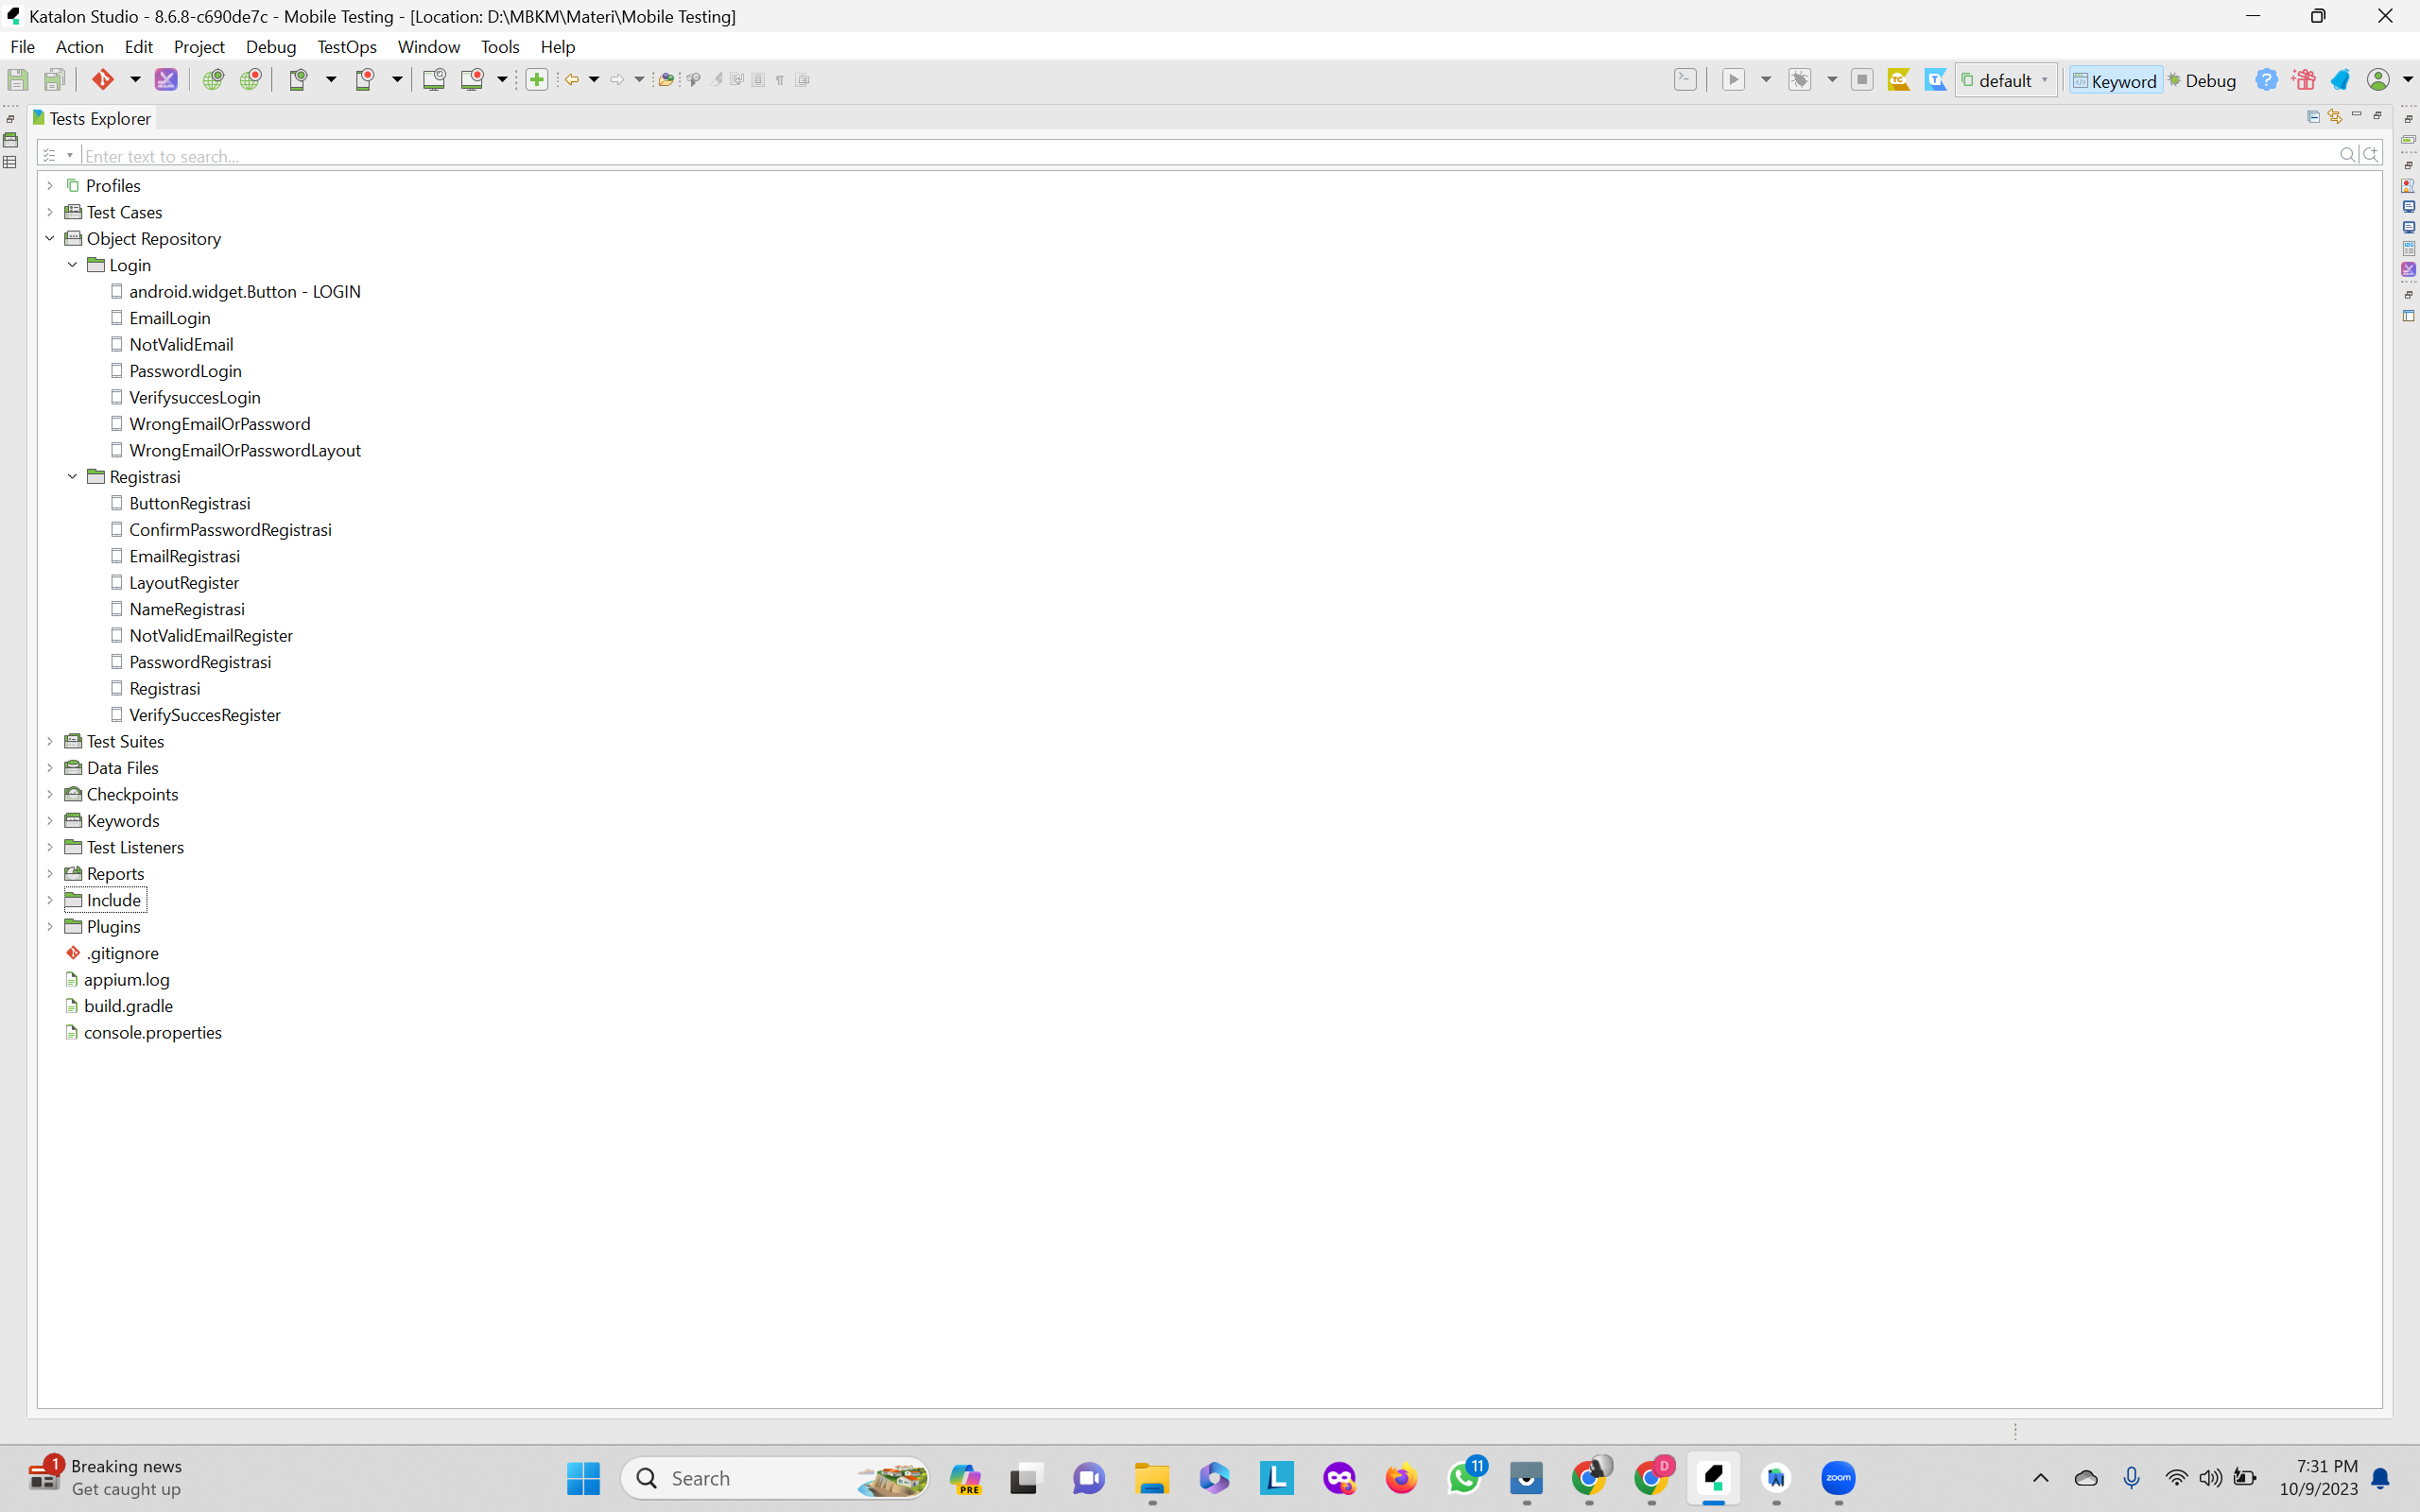 Katalon Studio - 8.6.8-c690de7c - Mobile Testing - [Location: D:\MBKM\Materi\Mobile Testing]
File Action Edit Project Debug TestOps Window Tools Help
default Keyword Debug
Tests Explorer
Enter text to search...
Profiles
Test Cases
Object Repository
Login
android.widget.Button - LOGIN
EmailLogin
NotValidEmail
PasswordLogin
VerifysuccesLogin
WrongEmailOrPassword
WrongEmailOrPasswordLayout
Registrasi
ButtonRegistrasi
ConfirmPasswordRegistrasi
EmailRegistrasi
LayoutRegister
NameRegistrasi
NotValidEmailRegister
PasswordRegistrasi
Registrasi
VerifySuccesRegister
Test Suites
Data Files
Checkpoints
Keywords
Test Listeners
Reports
Include
Plugins
.gitignore
appium.log
build.gradle
console.properties
1 Breaking news
Get caught up
Search
PRE
L
11
D
zoom
7:31 PM
10/9/2023